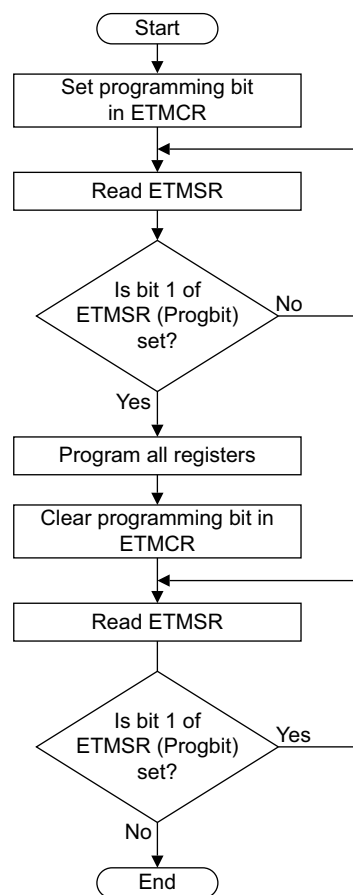 Start
Set programming bit
in ETMCR
Read ETMSR
Is bit 1 of
ETMSR (Progbit)
set?
No
Yes
Program all registers
Clear programming bit in
ETMCR
Read ETMSR
Is bit 1 of
ETMSR (Progbit)
set?
Yes
No
End